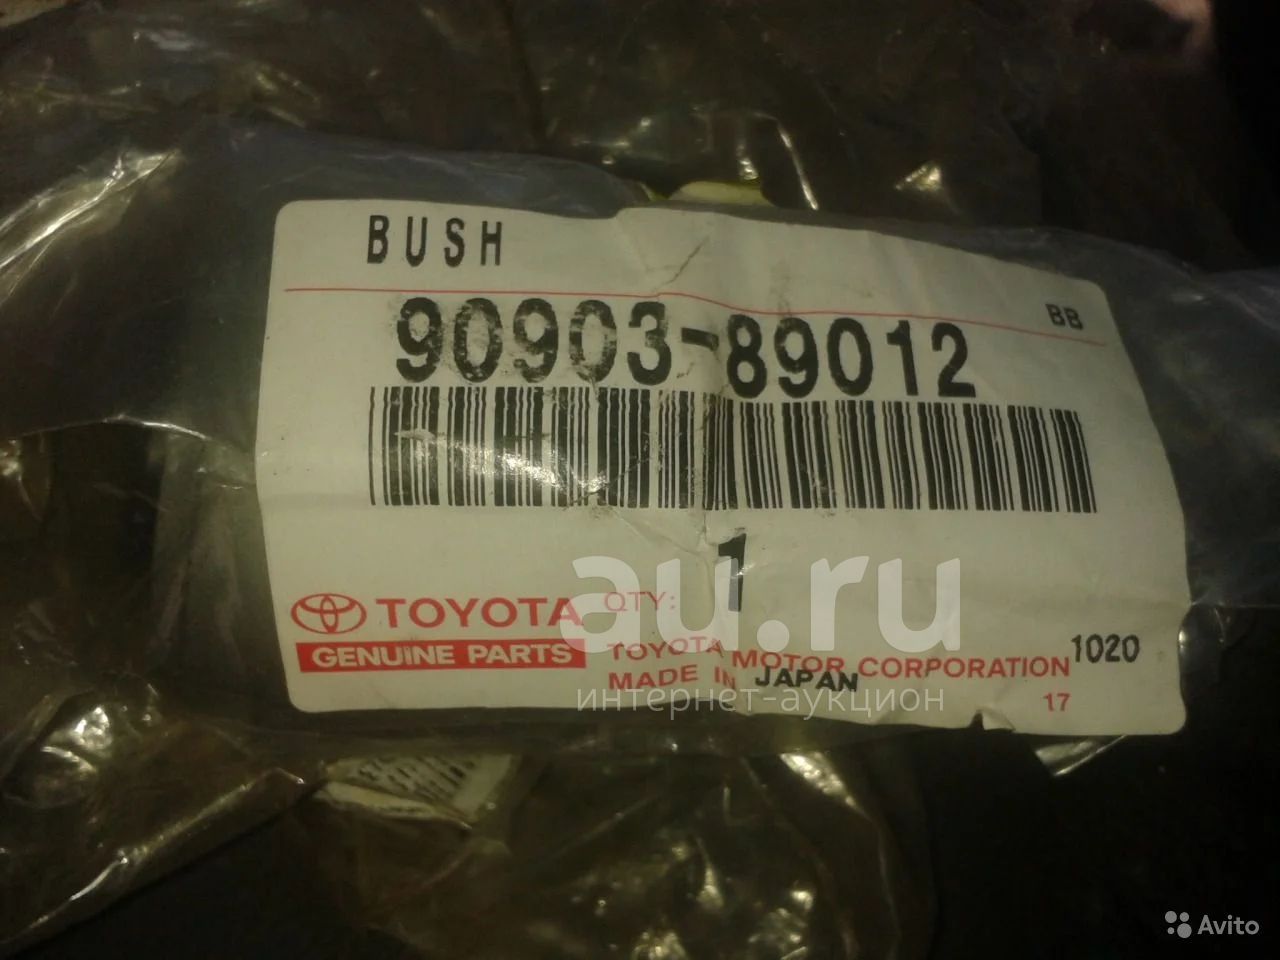 BUSH
BB
90903-89012
1
QTY:
TOYOTA
GENUINE PARTS
TOYOTA MOTOR CORPORATION
1020
MADE IN JAPAN
17
au.ru
интернет-аукцион
Avito